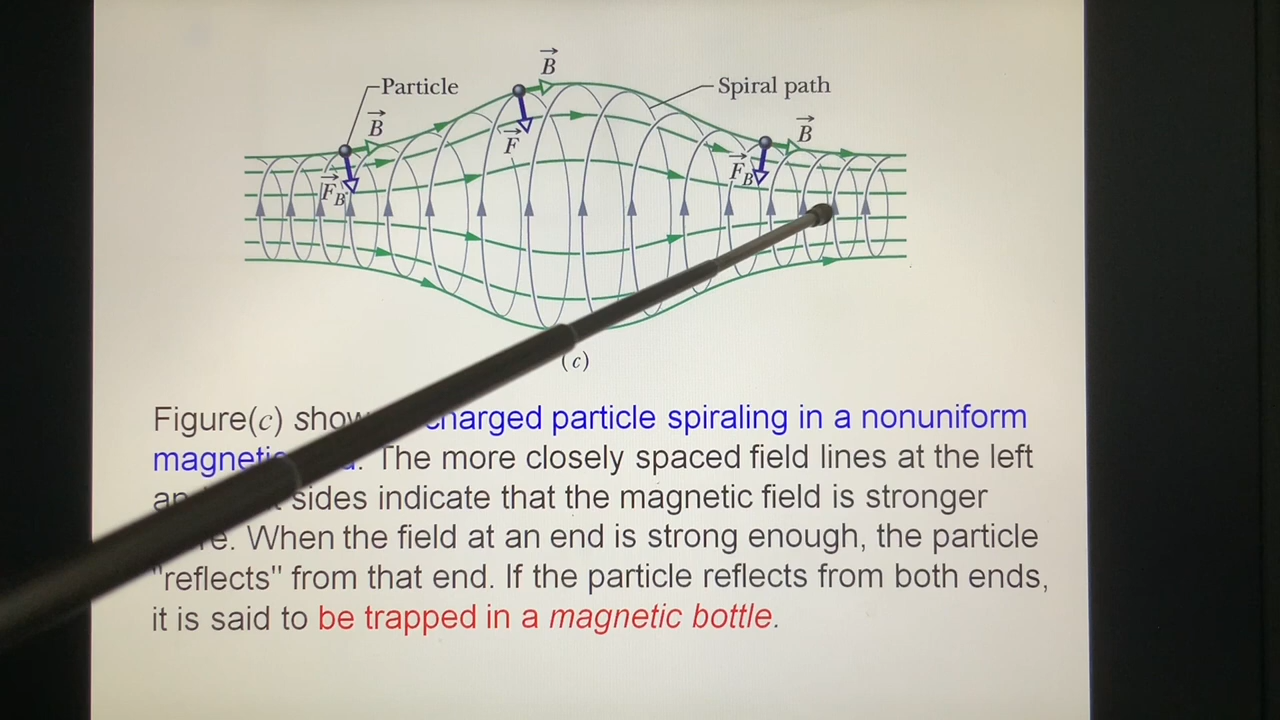 B
Particle
Spiral path
B
B
F
F_B
F_B
(c)
Figure(c) charged particle spiraling in a nonuniform
The more closely spaced field lines at the left
sides indicate that the magnetic field is stronger
When the field at an end is strong enough, the particle
"reflects" from that end. If the particle reflects from both ends,
it is said to be trapped in a magnetic bottle.